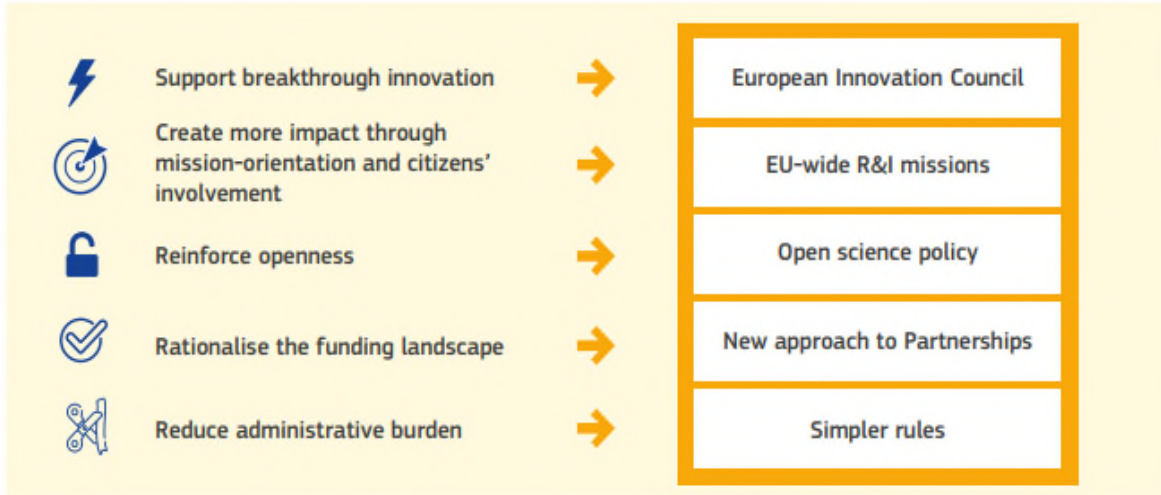 Support breakthrough innovation
European Innovation Council
Create more impact through
mission-orientation and citizens'
involvement
EU-wide R&I missions
Reinforce openness
Open science policy
Rationalise the funding landscape
New approach to Partnerships
Reduce administrative burden
Simpler rules